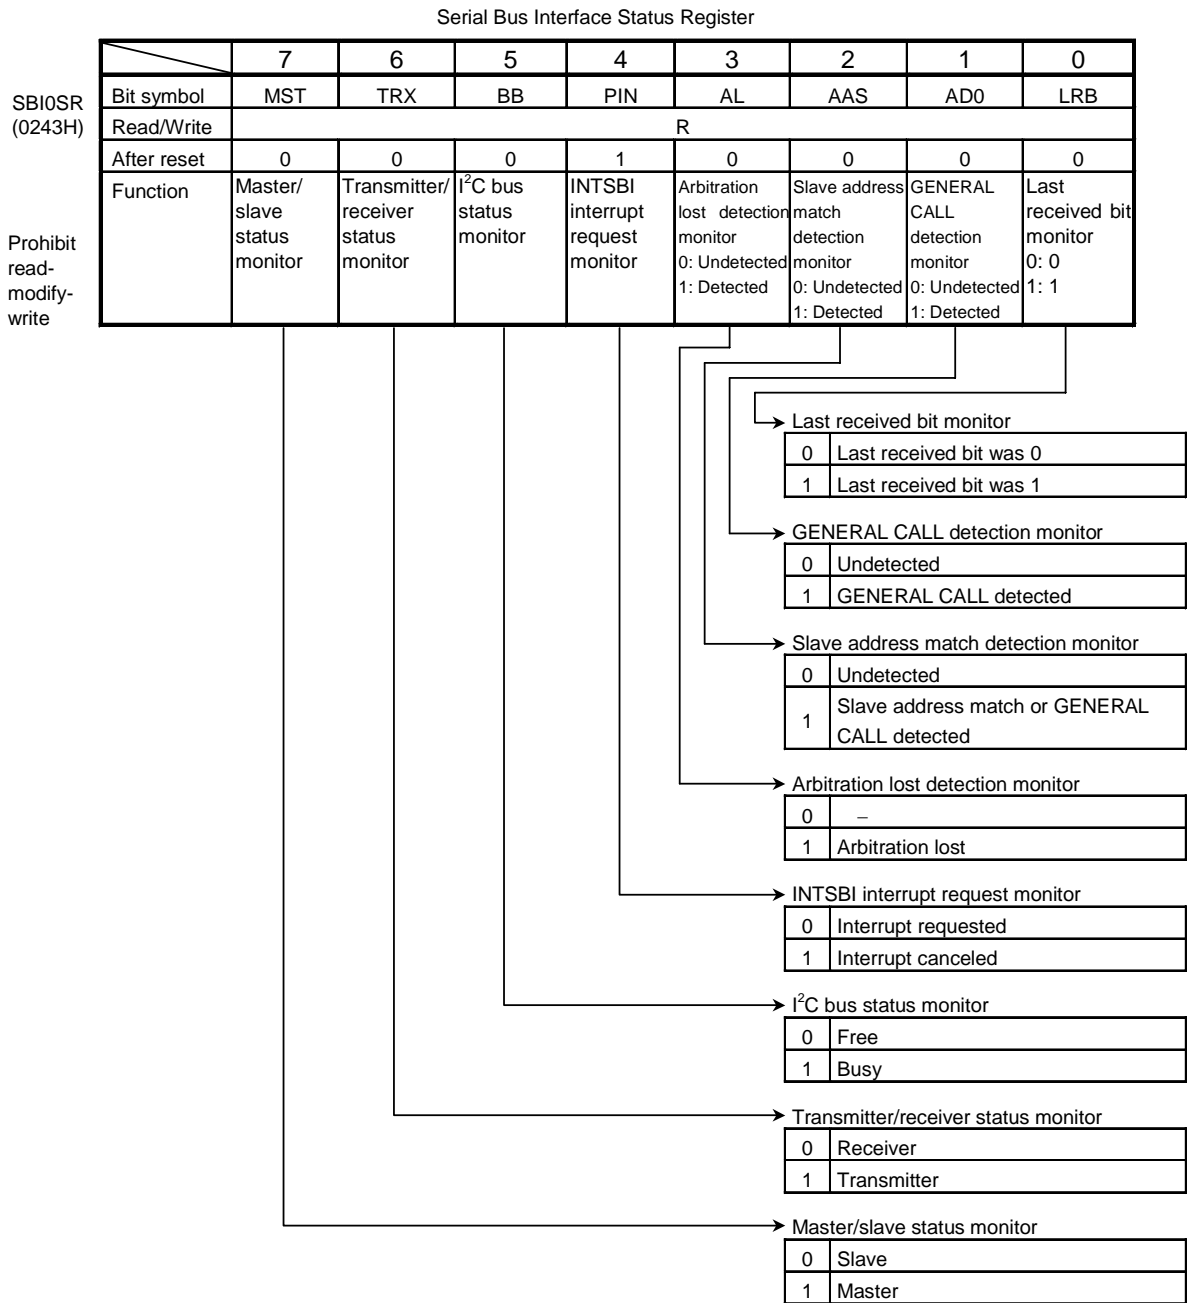 Serial Bus Interface Status Register
7 6 5 4 3 2 1 0
SBI0SR
(0243H)
Bit symbol MST TRX BB PIN AL AAS AD0 LRB
Read/Write R
After reset 0 0 0 1 0 0 0 0
Prohibit
read-
modify-
write
Function
Master/
slave
status
monitor
Transmitter/
receiver
status
monitor
I²C bus
status
monitor
INTSBI
interrupt
request
monitor
Arbitration
lost detection
monitor
0: Undetected
1: Detected
Slave address
match
detection
monitor
0: Undetected
1: Detected
GENERAL
CALL
detection
monitor
0: Undetected
1: Detected
Last
received bit
monitor
0: 0
1: 1
Last received bit monitor
0 Last received bit was 0
1 Last received bit was 1
GENERAL CALL detection monitor
0 Undetected
1 GENERAL CALL detected
Slave address match detection monitor
0 Undetected
1 Slave address match or GENERAL
CALL detected
Arbitration lost detection monitor
0 –
1 Arbitration lost
INTSBI interrupt request monitor
0 Interrupt requested
1 Interrupt canceled
I²C bus status monitor
0 Free
1 Busy
Transmitter/receiver status monitor
0 Receiver
1 Transmitter
Master/slave status monitor
0 Slave
1 Master